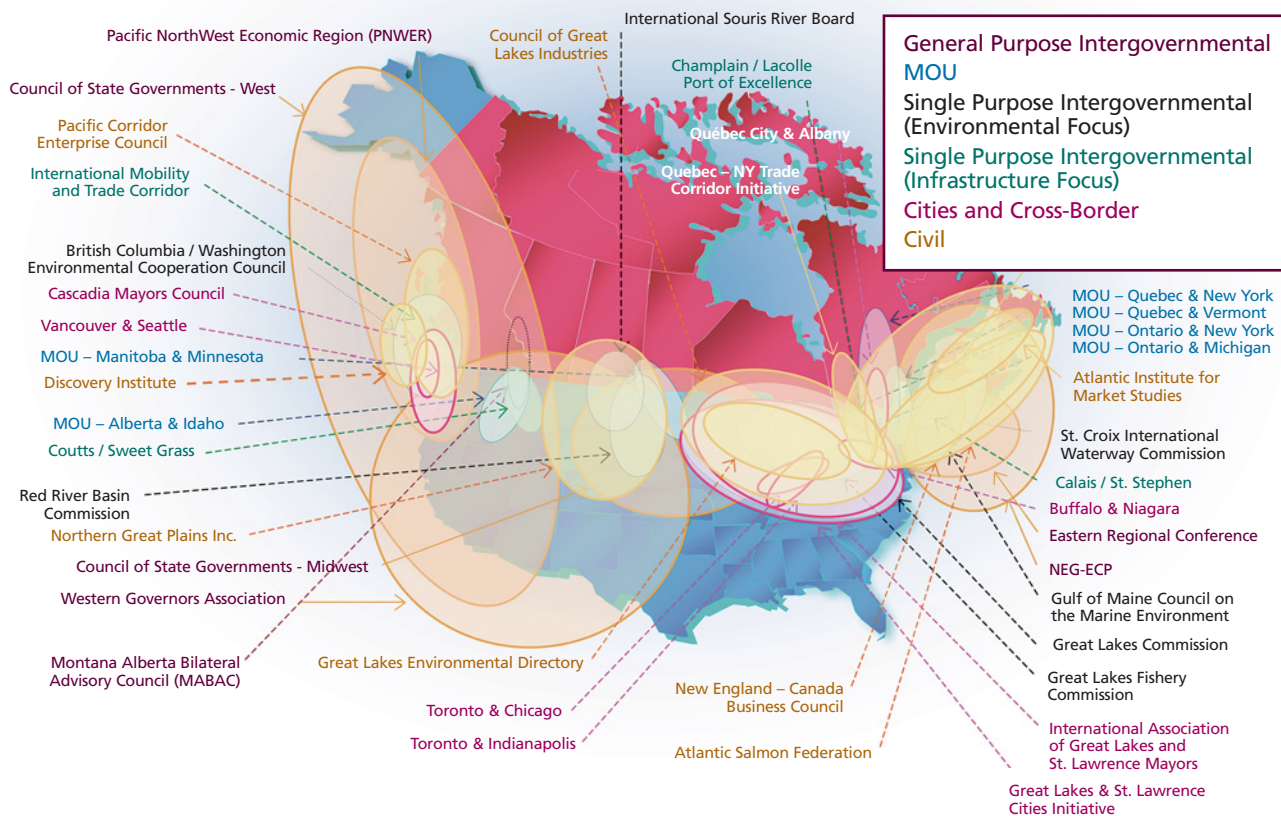 International Souris River Board
Pacific NorthWest Economic Region (PNWER)
Council of Great
Lakes Industries
Champlain / Lacolle
Port of Excellence
Council of State Governments - West
Pacific Corridor
Enterprise Council
International Mobility
and Trade Corridor
British Columbia / Washington
Environmental Cooperation Council
Cascadia Mayors Council
Vancouver & Seattle
MOU – Manitoba & Minnesota
Discovery Institute
MOU – Alberta & Idaho
Coutts / Sweet Grass
Red River Basin
Commission
Northern Great Plains Inc.
Council of State Governments - Midwest
Western Governors Association
Montana Alberta Bilateral
Advisory Council (MABAC)
Québec City & Albany
Quebec – NY Trade
Corridor Initiative
General Purpose Intergovernmental
MOU
Single Purpose Intergovernmental
(Environmental Focus)
Single Purpose Intergovernmental
(Infrastructure Focus)
Cities and Cross-Border
Civil
MOU – Quebec & New York
MOU – Quebec & Vermont
MOU – Ontario & New York
MOU – Ontario & Michigan
Atlantic Institute for
Market Studies
St. Croix International
Waterway Commission
Calais / St. Stephen
Buffalo & Niagara
Eastern Regional Conference
NEG-ECP
Gulf of Maine Council on
the Marine Environment
Great Lakes Commission
Great Lakes Fishery
Commission
International Association
of Great Lakes and
St. Lawrence Mayors
Great Lakes & St. Lawrence
Cities Initiative
Great Lakes Environmental Directory
Toronto & Chicago
Toronto & Indianapolis
New England – Canada
Business Council
Atlantic Salmon Federation